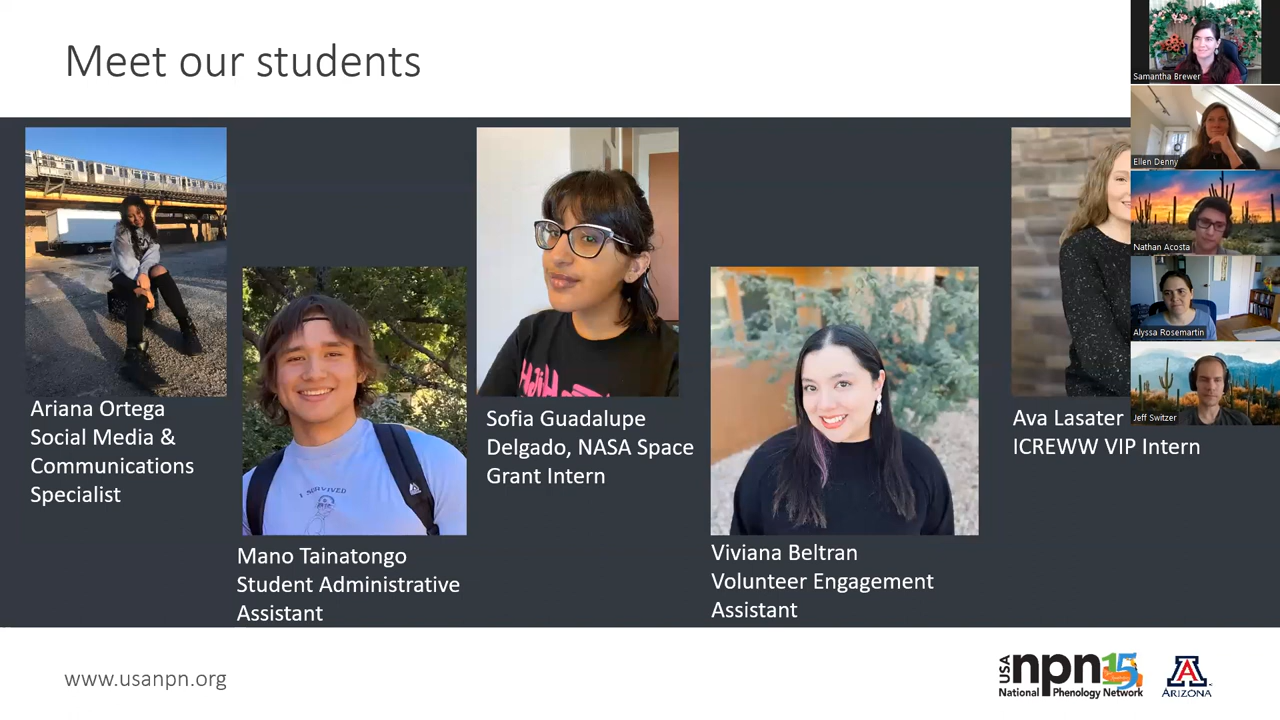 Meet our students
Samantha Brewer
Ellen Denny
Nathan Acosta
Alyssa Rosemartin
Jeff Switzer
Ariana Ortega
Social Media &
Communications
Specialist
I SURVIVED
Mano Tainatongo
Student Administrative
Assistant
Sofia Guadalupe
Delgado, NASA Space
Grant Intern
Viviana Beltran
Volunteer Engagement
Assistant
Ava Lasater
ICREWW VIP Intern
www.usanpn.org
USA npn 15
National Phenology Network
A
ARIZONA